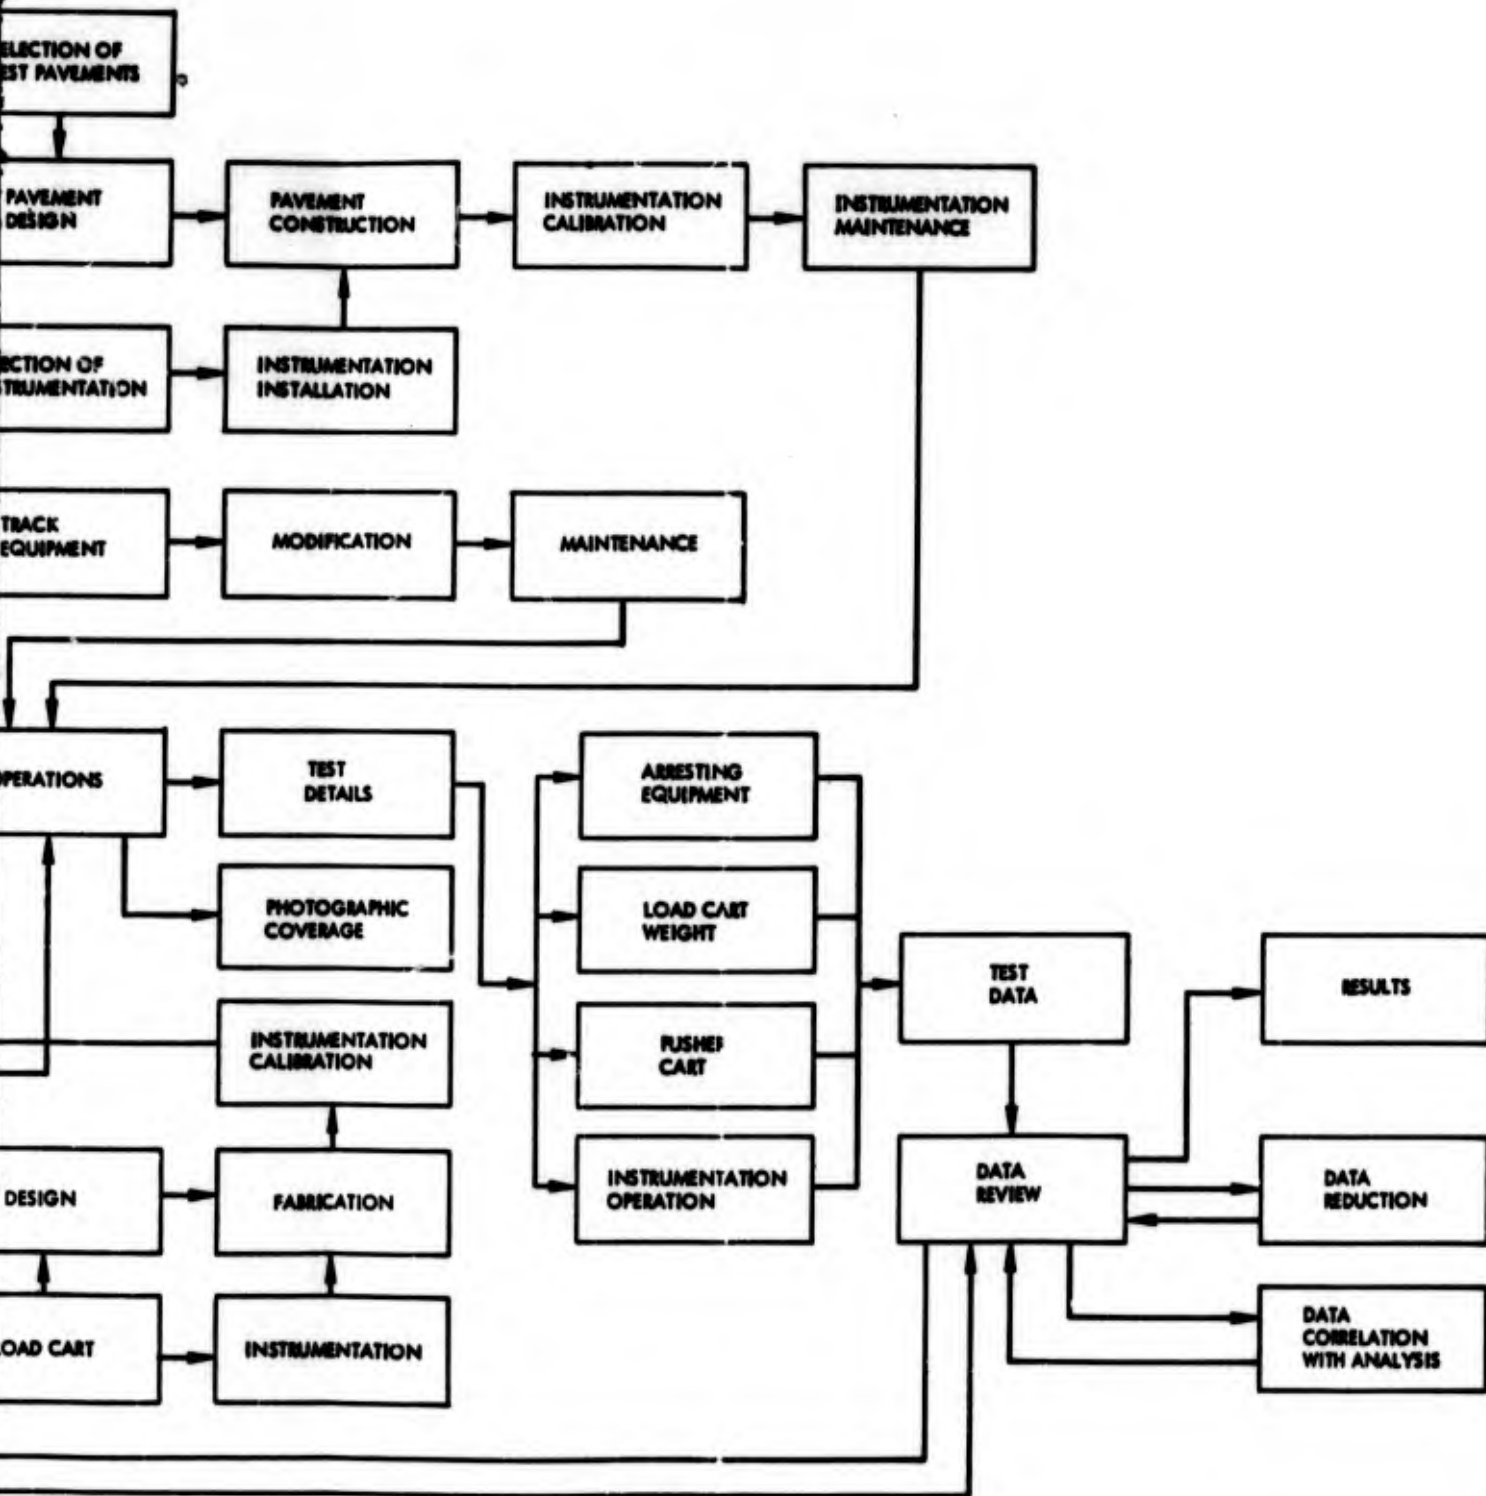 ELECTION OF
EST PAVEMENTS
PAVEMENT
DESIGN
PAVEMENT
CONSTRUCTION
INSTRUMENTATION
CALIBRATION
INSTRUMENTATION
MAINTENANCE
ECTION OF
TRUMENTATION
INSTRUMENTATION
INSTALLATION
TRACK
EQUIPMENT
MODIFICATION
MAINTENANCE
OPERATIONS
TEST
DETAILS
ARRESTING
EQUIPMENT
PHOTOGRAPHIC
COVERAGE
LOAD CART
WEIGHT
TEST
DATA
RESULTS
INSTRUMENTATION
CALIBRATION
PUSHER
CART
DESIGN
FABRICATION
INSTRUMENTATION
OPERATION
DATA
REVIEW
DATA
REDUCTION
LOAD CART
INSTRUMENTATION
DATA
CORRELATION
WITH ANALYSIS